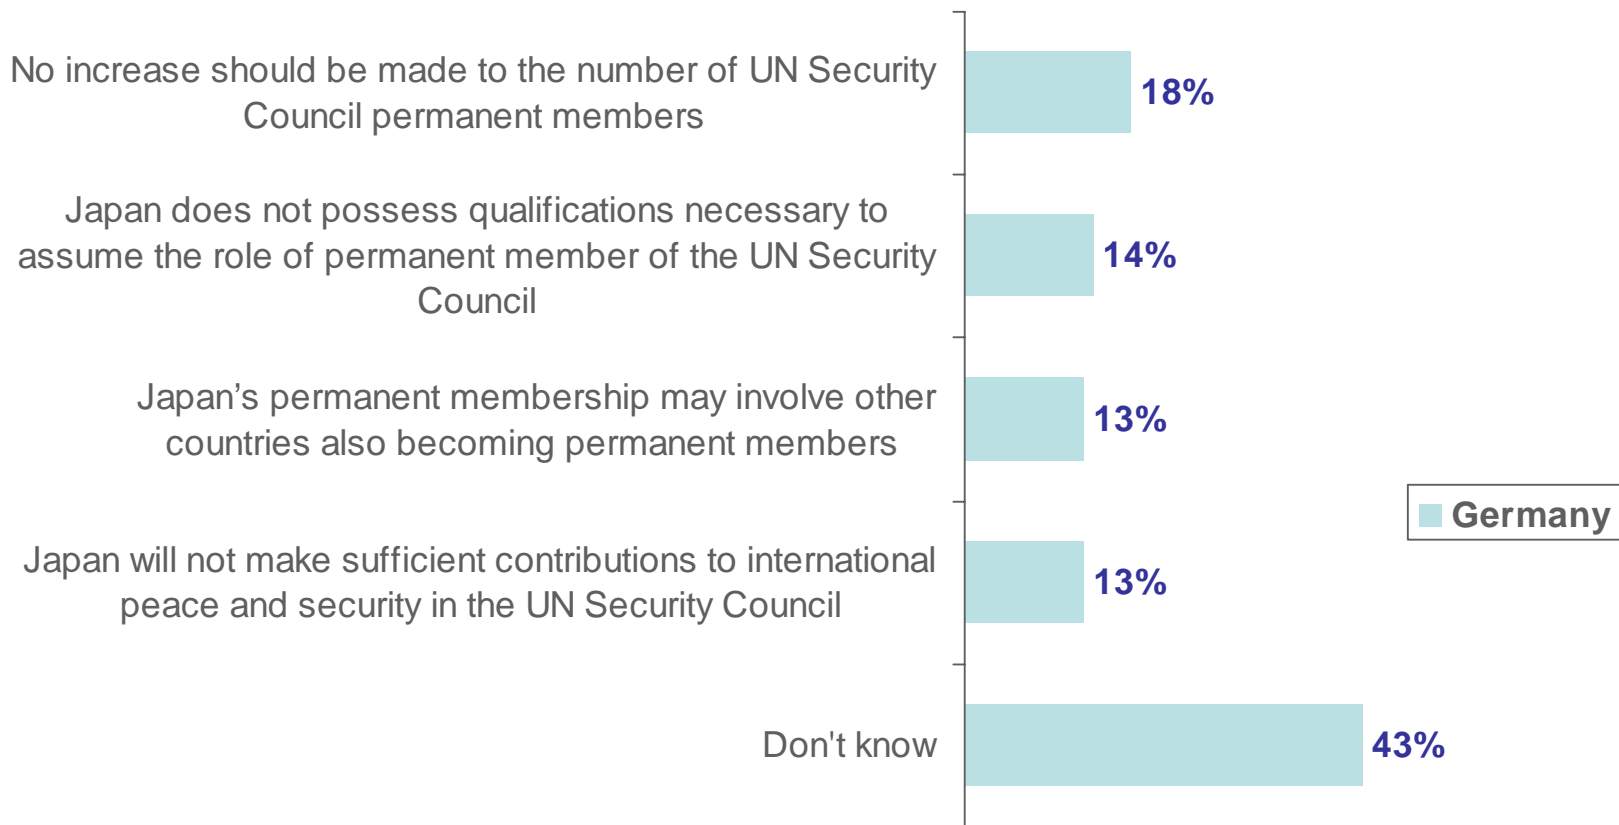 No increase should be made to the number of UN Security
Council permanent members
18%
Japan does not possess qualifications necessary to
assume the role of permanent member of the UN Security
Council
14%
Japan’s permanent membership may involve other
countries also becoming permanent members
13%
Germany
Japan will not make sufficient contributions to international
peace and security in the UN Security Council
13%
Don't know
43%